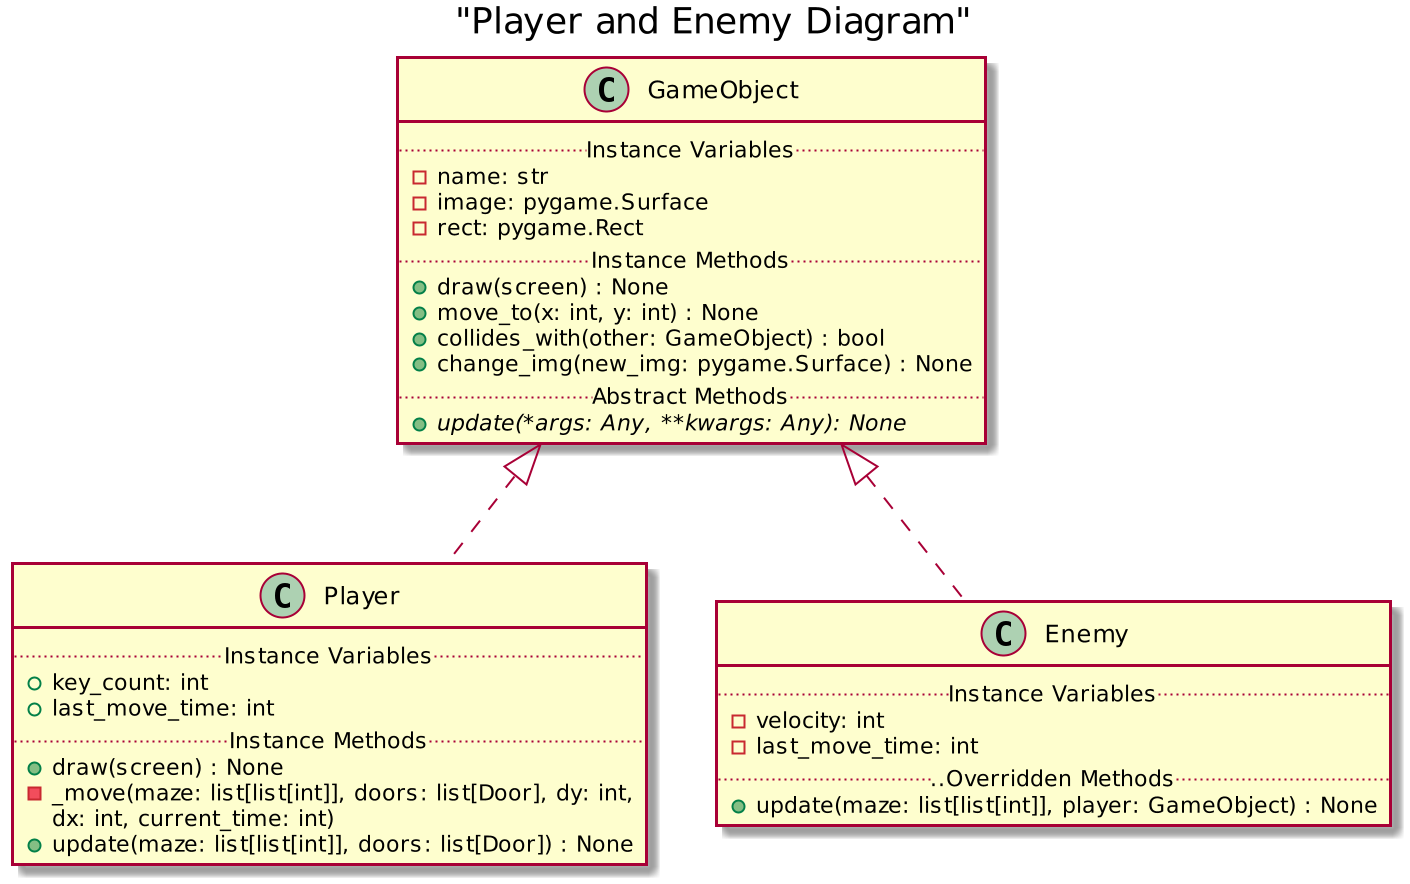 "Player and Enemy Diagram"
C GameObject
Instance Variables
name: str
image: pygame.Surface
rect: pygame.Rect
Instance Methods
draw(screen) : None
move_to(x: int, y: int) : None
collides_with(other: GameObject) : bool
change_img(new_img: pygame.Surface) : None
Abstract Methods
update(*args: Any, **kwargs: Any): None
C Player
Instance Variables
key_count: int
last_move_time: int
Instance Methods
draw(screen) : None
_move(maze: list[list[int]], doors: list[Door], dy: int,
dx: int, current_time: int)
update(maze: list[list[int]], doors: list[Door]) : None
C Enemy
Instance Variables
velocity: int
last_move_time: int
..Overridden Methods
update(maze: list[list[int]], player: GameObject) : None